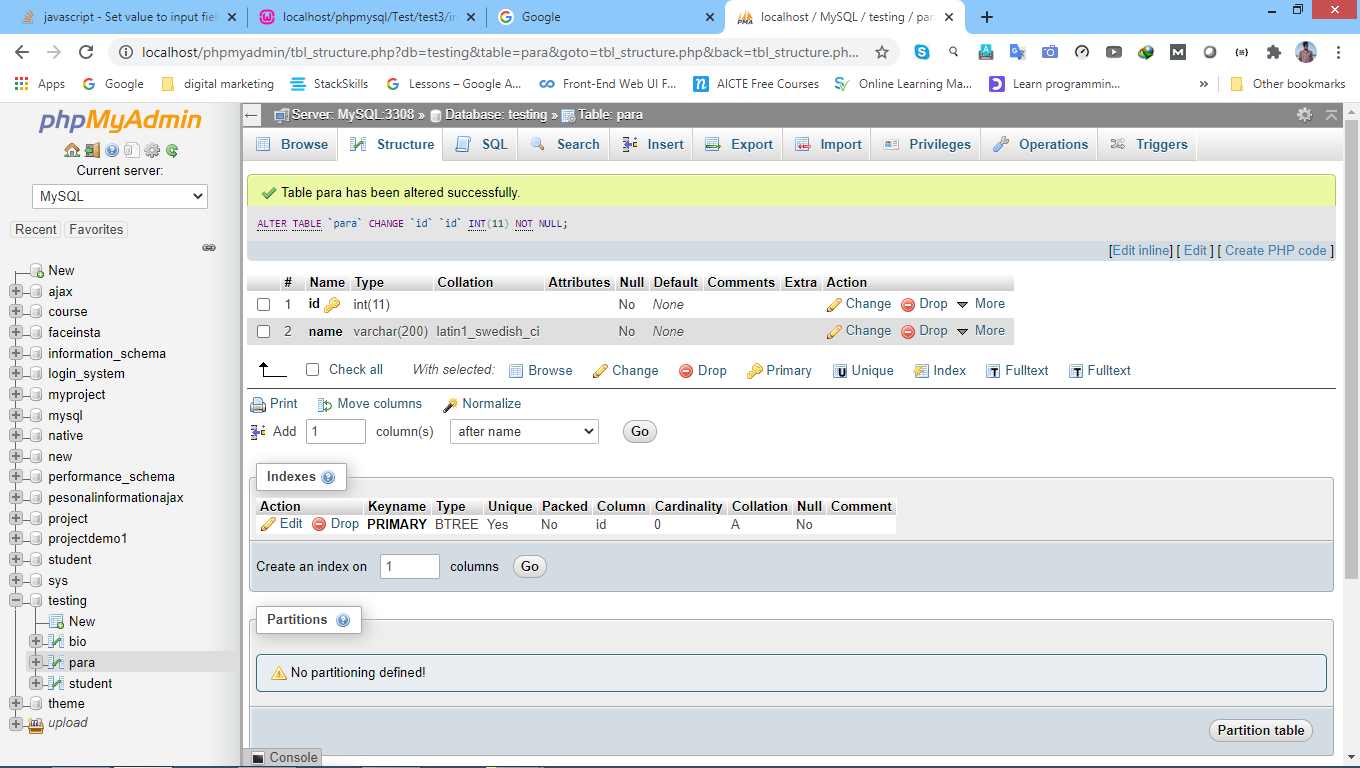 javascript - Set value to input fiel
localhost/phpmysql/Test/test3/in
Google
localhost / MySQL / testing / para
localhost/phpmyadmin/tbl_structure.php?db=testing&table=para&goto=tbl_structure.php&back=tbl_structure.ph...
Apps
Google
digital marketing
StackSkills
Lessons – Google A...
Front-End Web UI F...
AICTE Free Courses
Online Learning Ma...
Learn programmin...
»
Other bookmarks
phpMyAdmin
Current server:
MySQL
Recent Favorites
New
ajax
course
faceinsta
information_schema
login_system
myproject
mysql
native
new
performance_schema
pesonalinformationajax
project
projectdemo1
student
sys
testing
New
bio
para
student
theme
upload
Server: MySQL:3308 » Database: testing » Table: para
Browse Structure SQL Search Insert Export Import Privileges Operations Triggers
Table para has been altered successfully.
ALTER TABLE `para` CHANGE `id` `id` INT(11) NOT NULL;
[Edit inline] [ Edit ] [ Create PHP code ]
# Name Type Collation Attributes Null Default Comments Extra Action
1 id int(11) No None Change Drop More
2 name varchar(200) latin1_swedish_ci No None Change Drop More
Check all With selected: Browse Change Drop Primary Unique Index Fulltext Fulltext
Print Move columns Normalize
Add 1 column(s) after name Go
Indexes
Action Keyname Type Unique Packed Column Cardinality Collation Null Comment
Edit Drop PRIMARY BTREE Yes No id 0 A No
Create an index on 1 columns Go
Partitions
No partitioning defined!
Partition table
Console